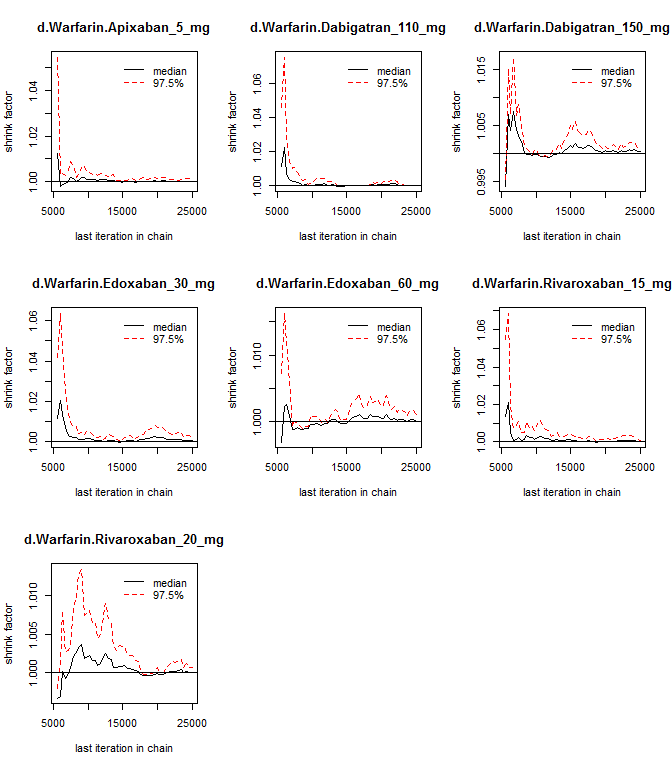 d.Warfarin.Apixaban_5_mg
shrink factor
1.00 1.02 1.04
median
97.5%
5000 15000 25000
last iteration in chain
d.Warfarin.Dabigatran_110_mg
shrink factor
1.00 1.02 1.06
median
97.5%
5000 15000 25000
last iteration in chain
d.Warfarin.Dabigatran_150_mg
shrink factor
0.995 1.005 1.015
median
97.5%
5000 15000 25000
last iteration in chain
d.Warfarin.Edoxaban_30_mg
shrink factor
1.00 1.02 1.04 1.06
median
97.5%
5000 15000 25000
last iteration in chain
d.Warfarin.Edoxaban_60_mg
shrink factor
1.000 1.010
median
97.5%
5000 15000 25000
last iteration in chain
d.Warfarin.Rivaroxaban_15_mg
shrink factor
1.00 1.02 1.04 1.06
median
97.5%
5000 15000 25000
last iteration in chain
d.Warfarin.Rivaroxaban_20_mg
shrink factor
1.000 1.005 1.010
median
97.5%
5000 15000 25000
last iteration in chain